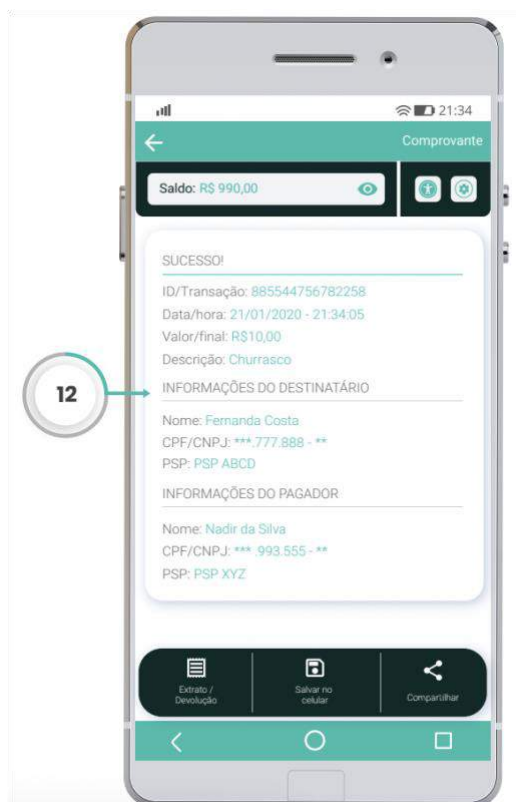 21:34
Comprovante
Saldo: R$ 990,00
SUCESSO!
ID/Transação: 885544756782258
Data/hora: 21/01/2020 - 21:34:05
Valor/final: R$10,00
Descrição: Churrasco
12
INFORMAÇÕES DO DESTINATÁRIO
Nome: Fernanda Costa
CPF/CNPJ: ***.777.888 - **
PSP: PSP ABCD
INFORMAÇÕES DO PAGADOR
Nome: Nadir da Silva
CPF/CNPJ: *** .993.555 - **
PSP: PSP XYZ
Extrato /
Devolução
Salvar no
celular
Compartilhar